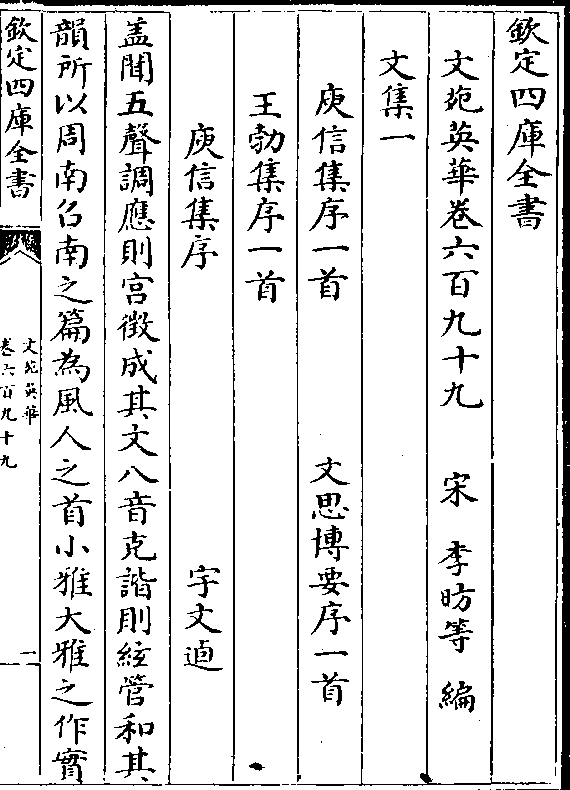 欽定四庫全書
文苑英華卷六百九十九 宋 李昉等 編
文集一
庾信集序一首 文思博要序一首
王勃集序一首
庾信集序 宇文逌
盖聞五聲調應則宫徴成其文八音克諧則絃管和其
韻所以周南召南之篇為風人之首小雅大雅之作實
欽定四庫全書
文苑英華
卷六百九十九
一